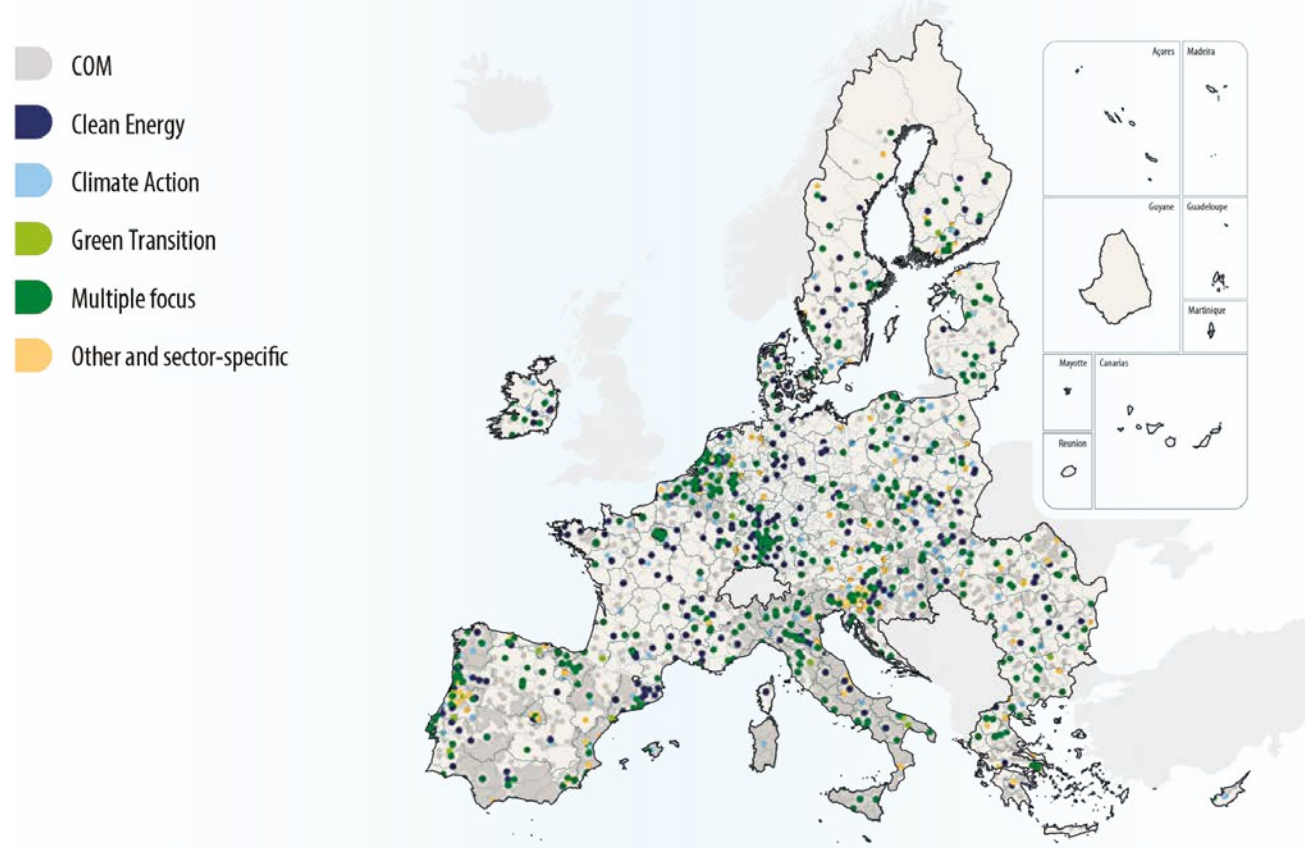 COM
Clean Energy
Climate Action
Green Transition
Multiple focus
Other and sector-specific
Açores
Madeira
Guyane
Guadeloupe
Martinique
Mayotte
Canarias
Reunion